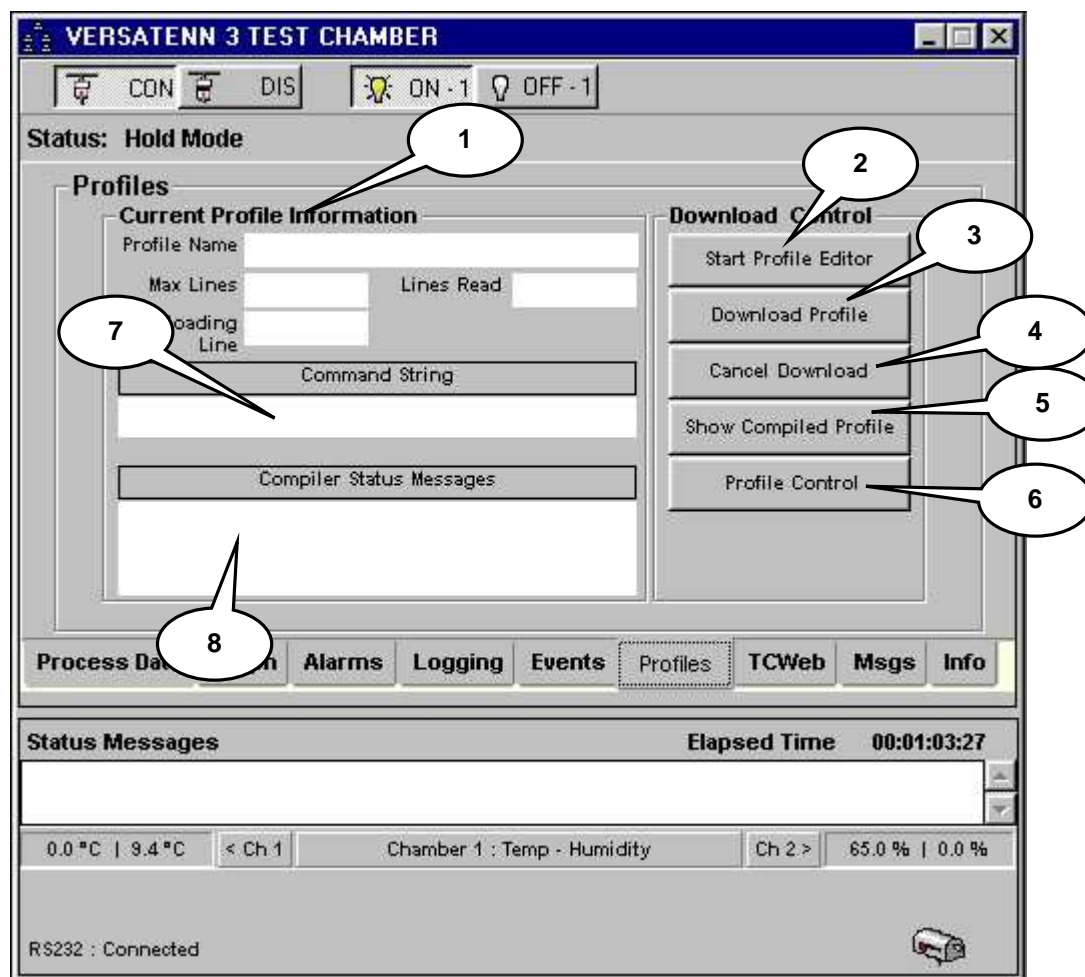 VERSATENN 3 TEST CHAMBER
CON DIS ON - 1 OFF - 1
Status: Hold Mode
1
2
Profiles
Current Profile Information
Download Control
3
Profile Name
Start Profile Editor
Max Lines
Lines Read
Download Profile
7
oading
Line
4
Command String
Cancel Download
5
Show Compiled Profile
Compiler Status Messages
Profile Control
6
8
Process Da Alarms Logging Events Profiles TCWeb Msgs Info
Status Messages
Elapsed Time 00:01:03:27
0.0 °C | 9.4 °C < Ch 1 Chamber 1 : Temp - Humidity Ch 2 > 65.0 % | 0.0 %
RS232 : Connected